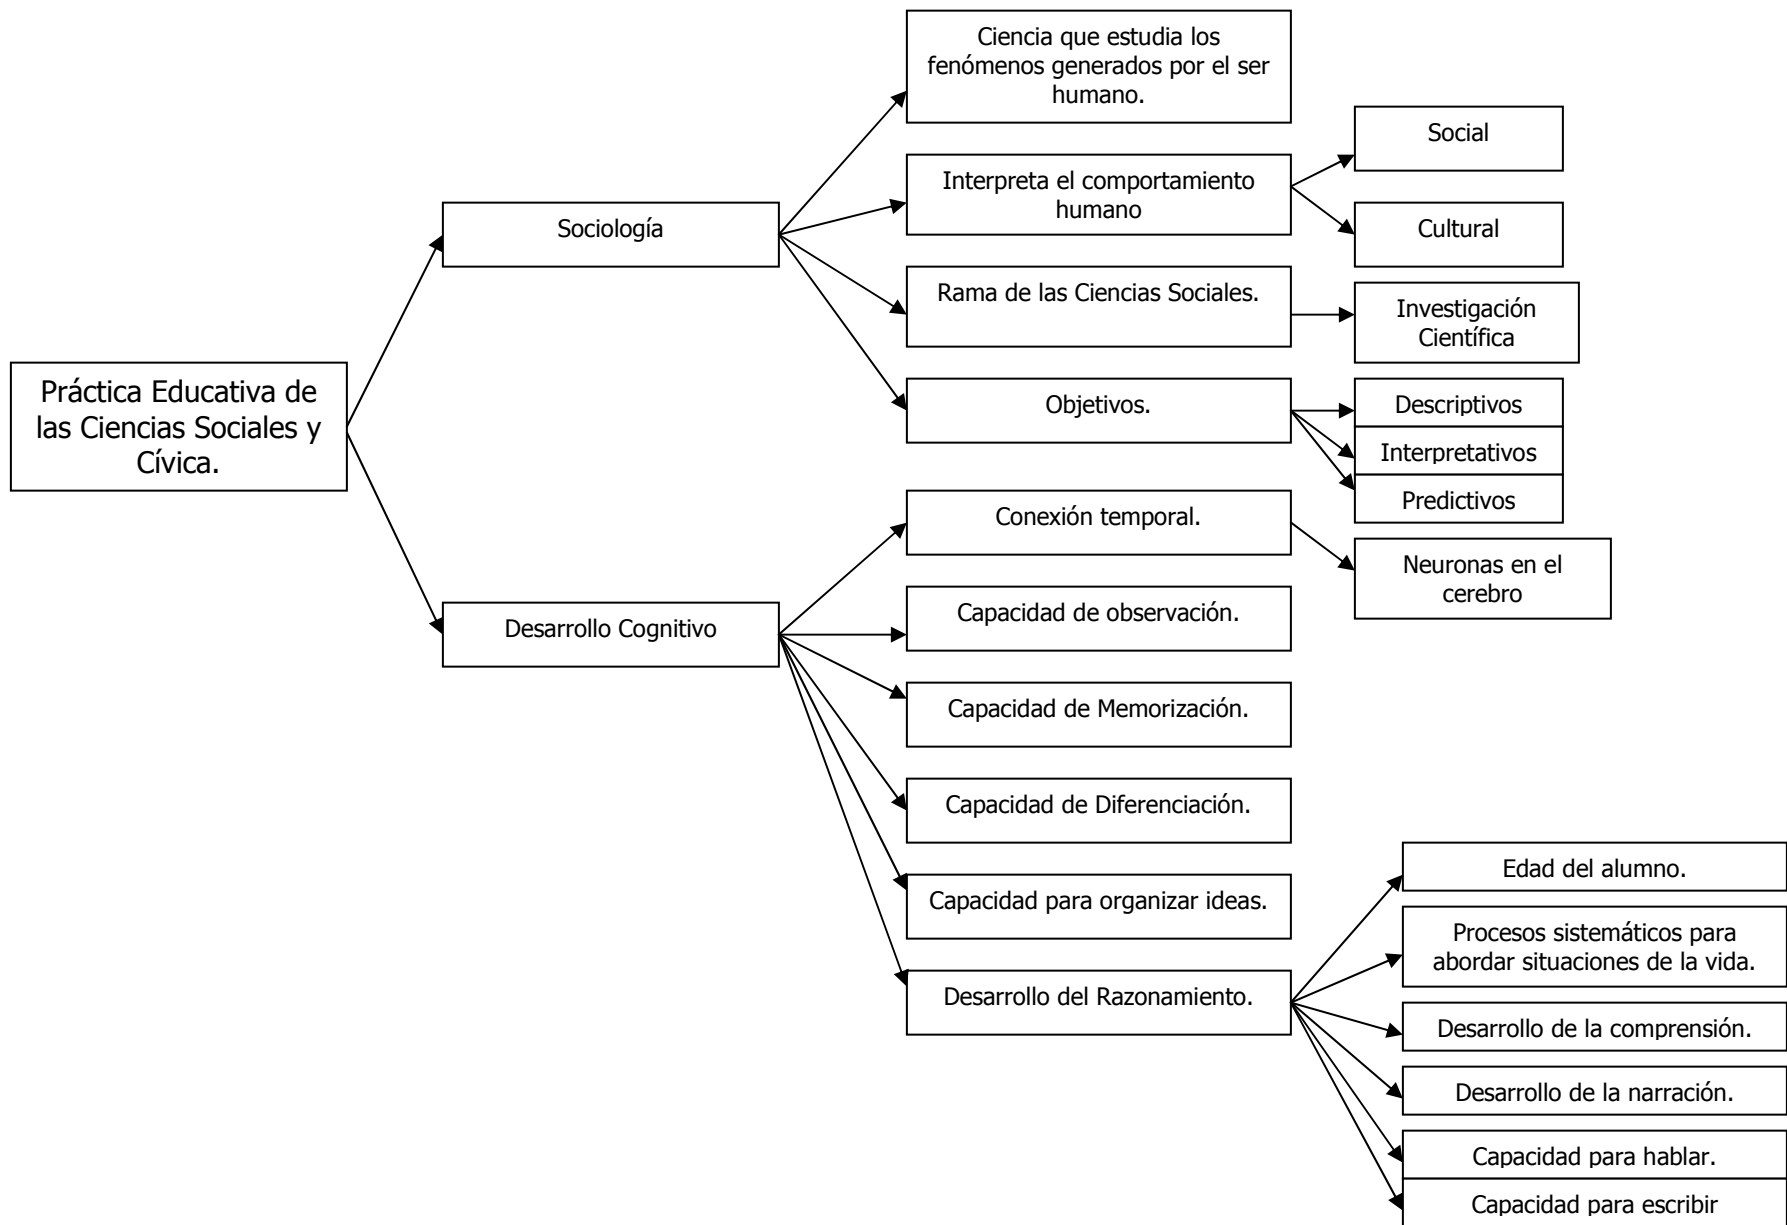 Práctica Educativa de
las Ciencias Sociales y
Cívica.
Sociología
Ciencia que estudia los
fenómenos generados por el ser
humano.
Interpreta el comportamiento
humano
Social
Cultural
Rama de las Ciencias Sociales.
Investigación
Científica
Objetivos.
Descriptivos
Interpretativos
Predictivos
Desarrollo Cognitivo
Conexión temporal.
Neuronas en el
cerebro
Capacidad de observación.
Capacidad de Memorización.
Capacidad de Diferenciación.
Capacidad para organizar ideas.
Desarrollo del Razonamiento.
Edad del alumno.
Procesos sistemáticos para
abordar situaciones de la vida.
Desarrollo de la comprensión.
Desarrollo de la narración.
Capacidad para hablar.
Capacidad para escribir